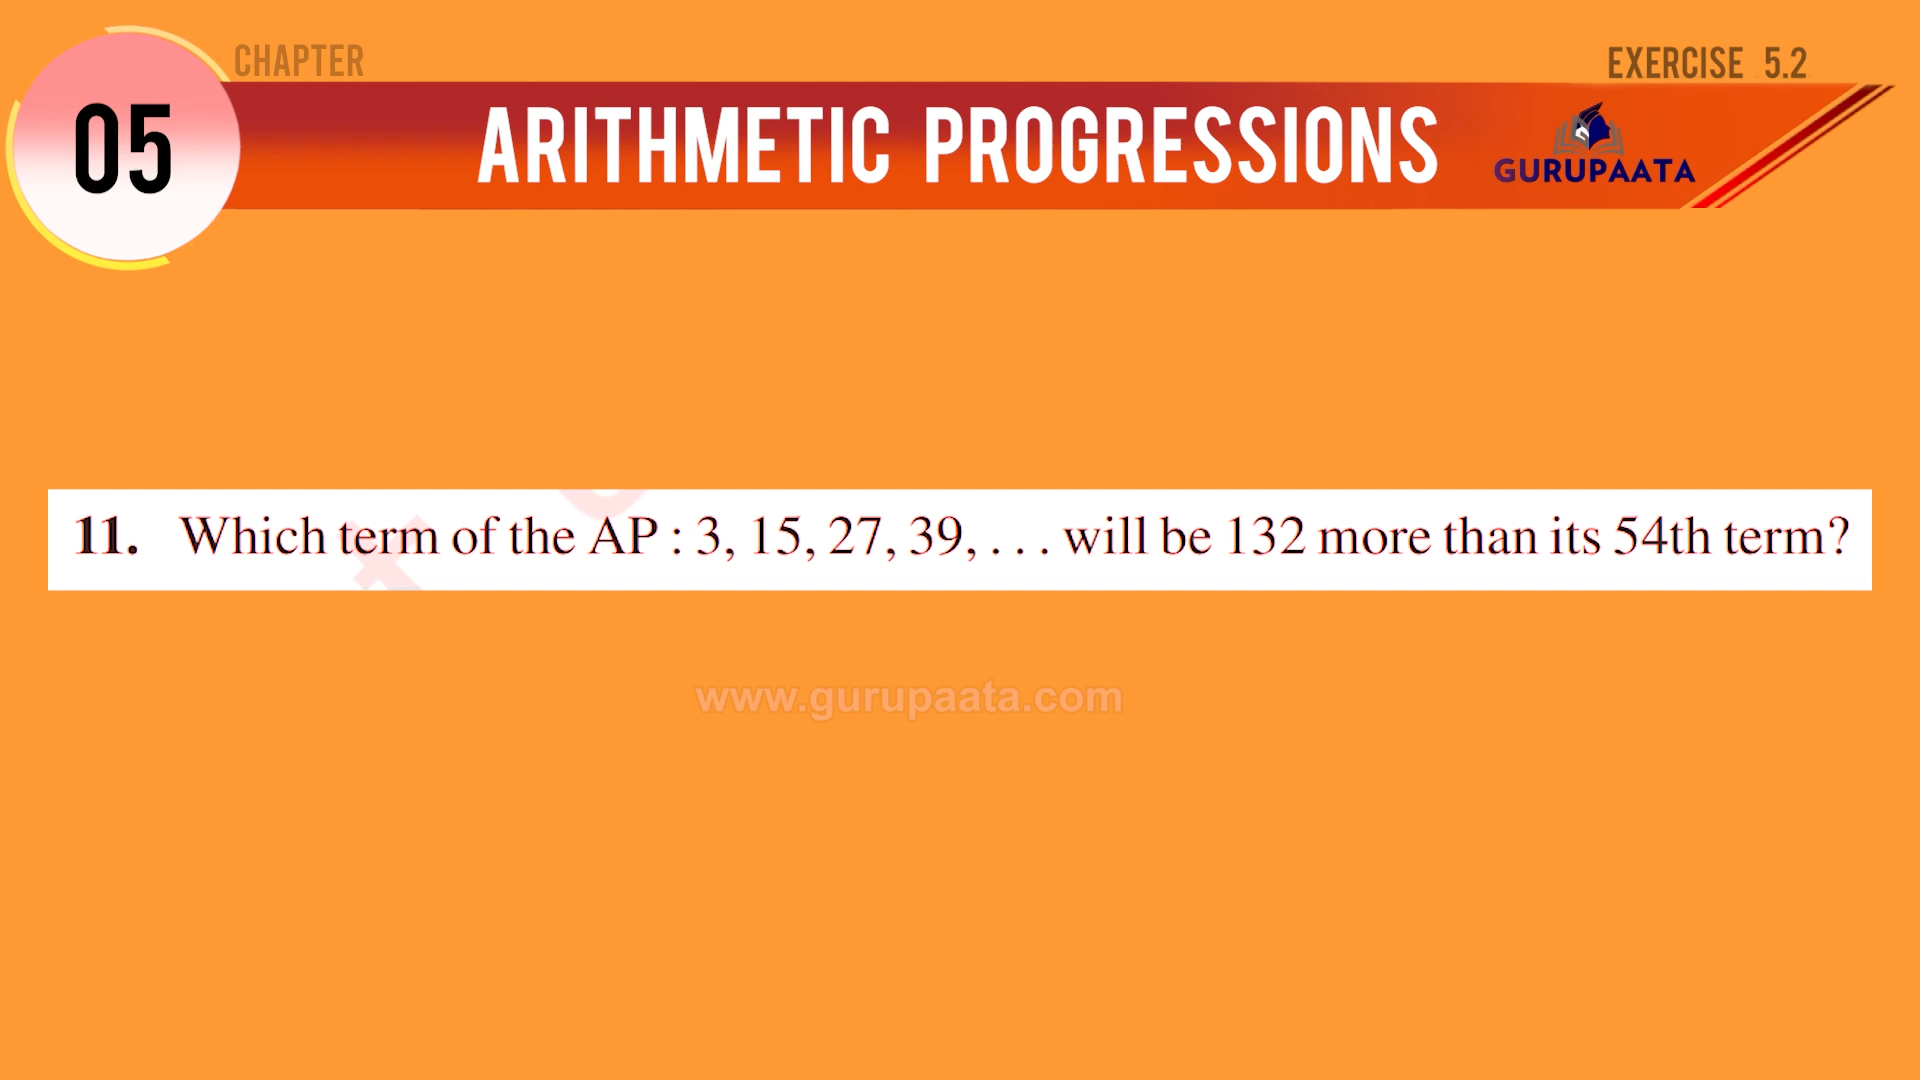 CHAPTER
EXERCISE 5.2
05
ARITHMETIC PROGRESSIONS
GURUPAATA
11. Which term of the AP : 3, 15, 27, 39, . . . will be 132 more than its 54th term?
www.gurupaata.com